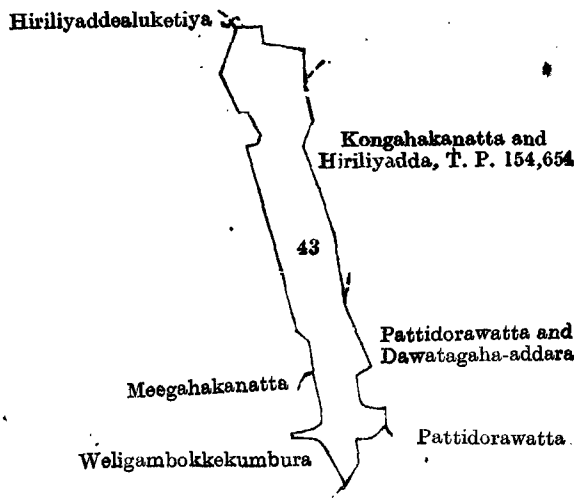 Hiriliyaddealuketiya
Kongahakanatta and
Hiriliyadda, T. P. 154,654
43
Pattidorawatta and
Dawatagaha-addara
Meegahakanatta
Pattidorawatta
Weligambokkekumbura